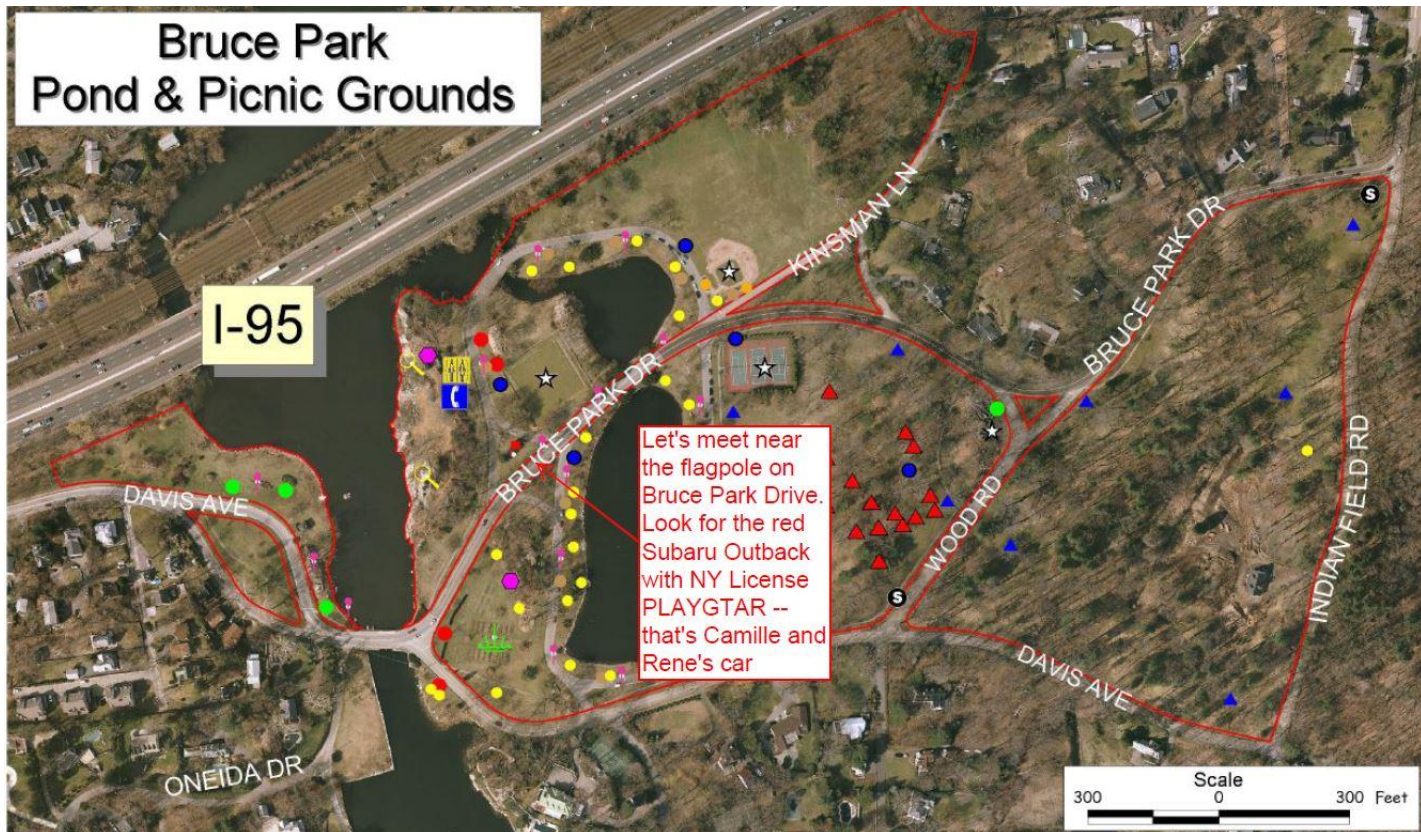 Bruce Park
Pond & Picnic Grounds
I-95
KINSMAN LN
BRUCE PARK DR
S
BRUCE PARK DR
Let's meet near
the flagpole on
Bruce Park Drive.
Look for the red
Subaru Outback
with NY License
PLAYGTAR --
that's Camille and
Rene's car
DAVIS AVE
WOOD RD
S
INDIAN FIELD RD
DAVIS AVE
ONEIDA DR
Scale
300 0 300 Feet